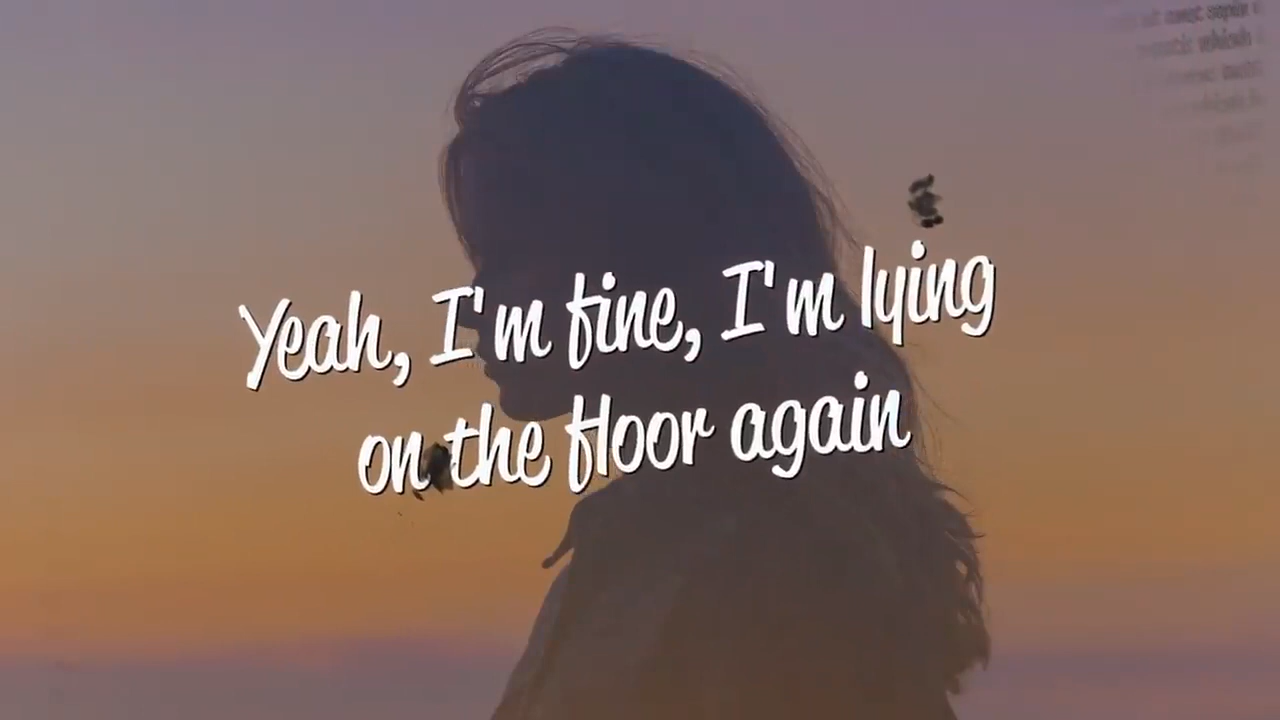 Yeah, I'm fine, I'm lying
on the floor again